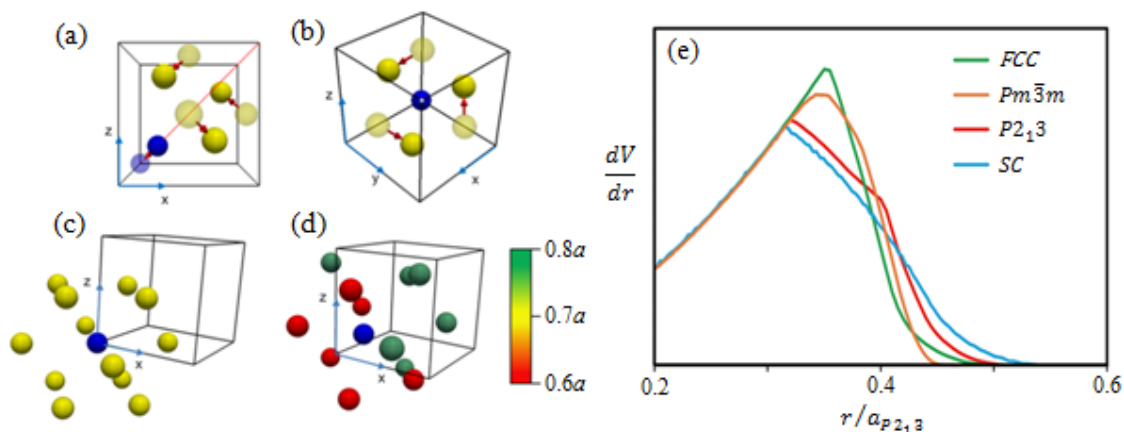 (a)
z
x
(b)
z
y
x
(c)
z
x
(d)
z
x
0.8a
0.7a
0.6a
(e)
FCC
Pm3̅m
P2₁3
SC
dV
dr
0.2
0.4
0.6
r/a_{P2₁3}